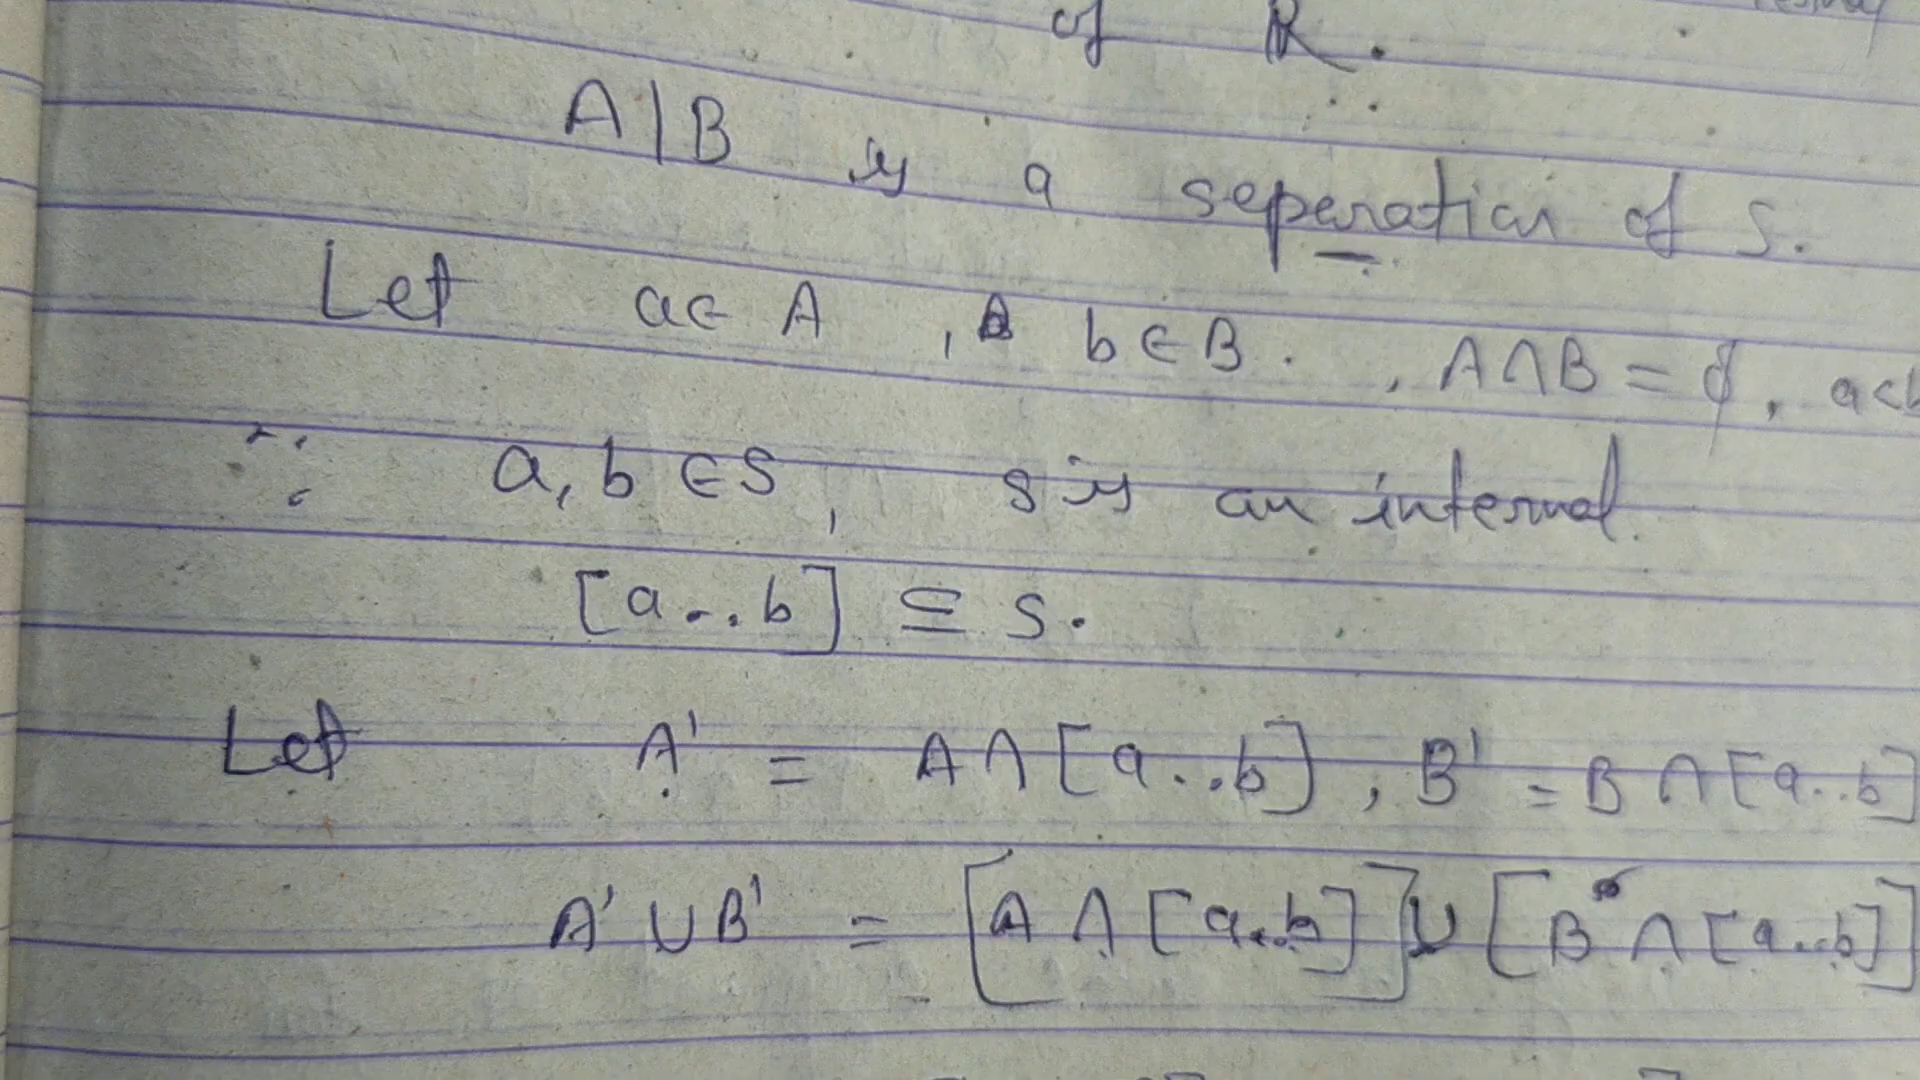 of R.
A|B is a seperation of S.
Let a∈ A , b∈B. , A∩B = ϕ, a<b
∵ a, b ∈S, S is an interval.
[a..b] ⊆ S.
Let A' = A∩[a..b], B' = B∩[a..b]
A'∪B' = [A∩[a..b]]∪[B∩[a..b]]